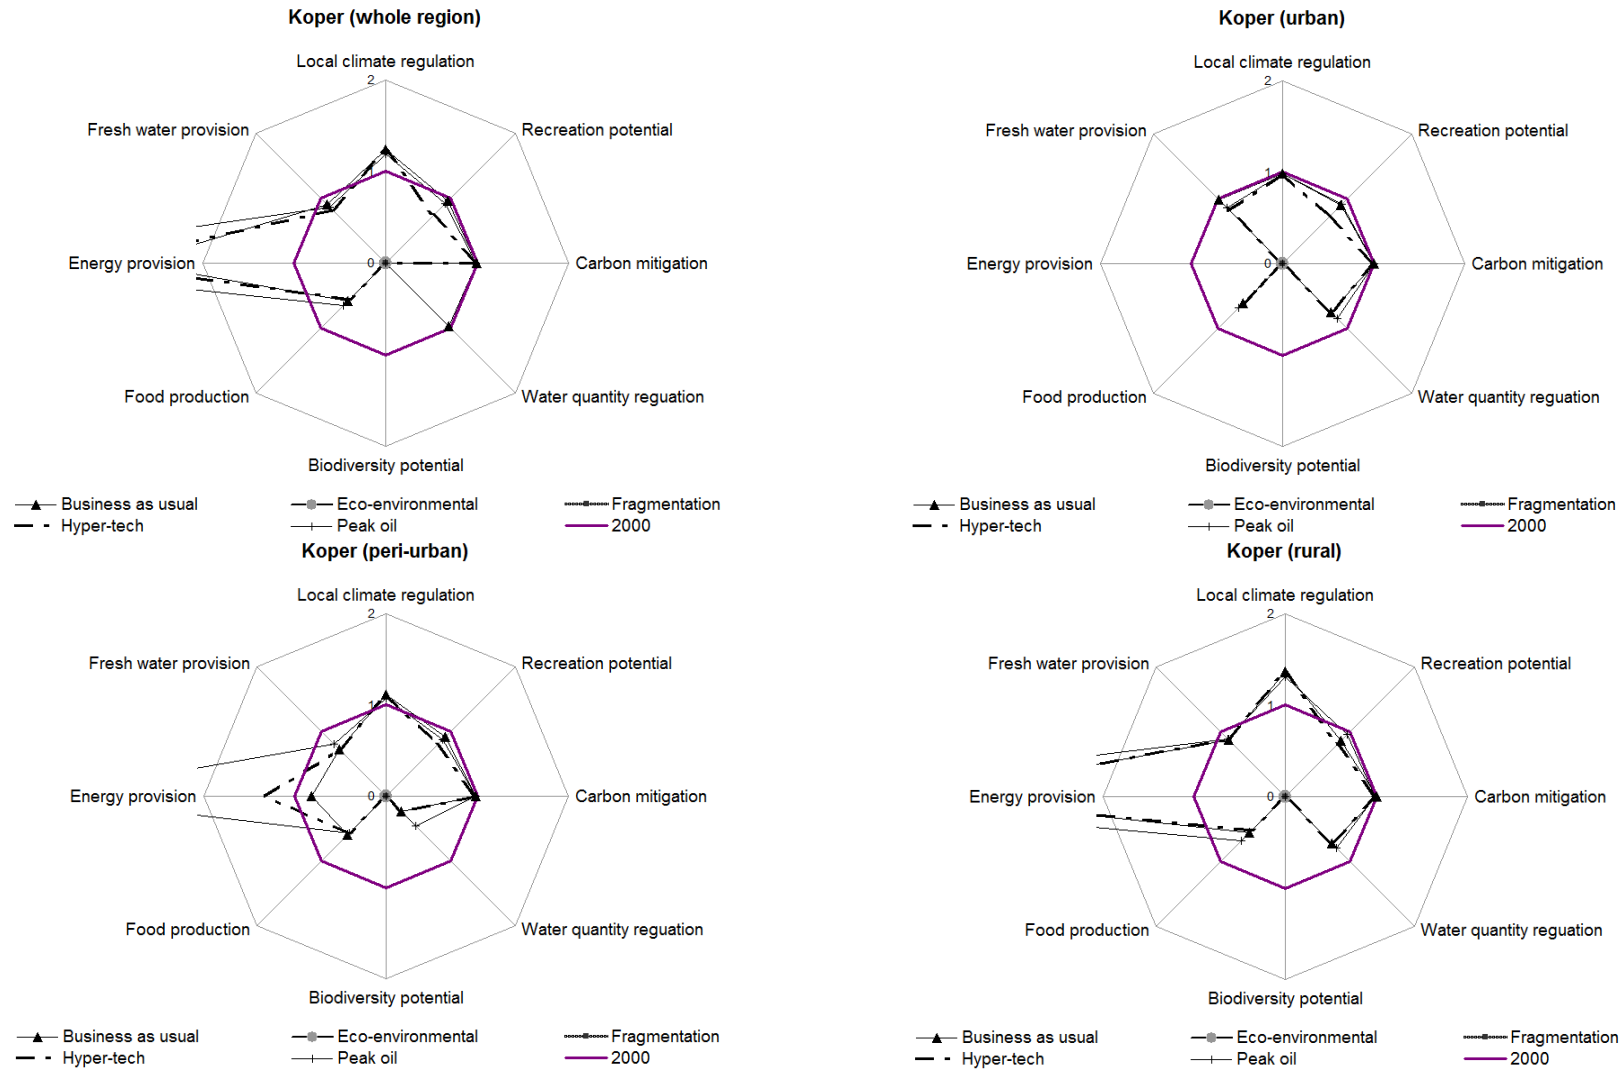 Koper (whole region)
Local climate regulation
2
Fresh water provision
Recreation potential
1
Energy provision
0
Carbon mitigation
Food production
Water quantity reguation
Biodiversity potential
Business as usual
Eco-environmental
Fragmentation
Hyper-tech
Peak oil
2000
Koper (urban)
Local climate regulation
2
Fresh water provision
Recreation potential
1
Energy provision
0
Carbon mitigation
Food production
Water quantity reguation
Biodiversity potential
Business as usual
Eco-environmental
Fragmentation
Hyper-tech
Peak oil
2000
Koper (peri-urban)
Local climate regulation
2
Fresh water provision
Recreation potential
1
Energy provision
0
Carbon mitigation
Food production
Water quantity reguation
Biodiversity potential
Business as usual
Eco-environmental
Fragmentation
Hyper-tech
Peak oil
2000
Koper (rural)
Local climate regulation
2
Fresh water provision
Recreation potential
1
Energy provision
0
Carbon mitigation
Food production
Water quantity reguation
Biodiversity potential
Business as usual
Eco-environmental
Fragmentation
Hyper-tech
Peak oil
2000